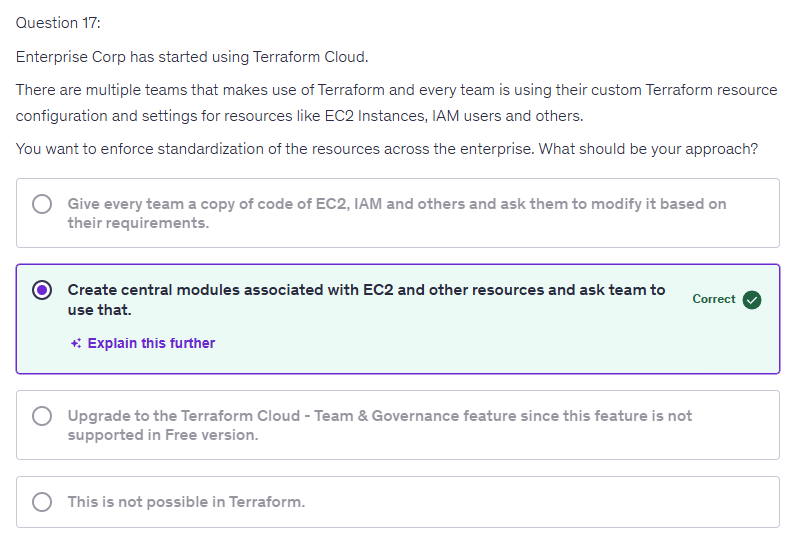 Question 17:
Enterprise Corp has started using Terraform Cloud.
There are multiple teams that makes use of Terraform and every team is using their custom Terraform resource
configuration and settings for resources like EC2 Instances, IAM users and others.
You want to enforce standardization of the resources across the enterprise. What should be your approach?
Give every team a copy of code of EC2, IAM and others and ask them to modify it based on
their requirements.
Create central modules associated with EC2 and other resources and ask team to
use that.
Correct
Explain this further
Upgrade to the Terraform Cloud - Team & Governance feature since this feature is not
supported in Free version.
This is not possible in Terraform.